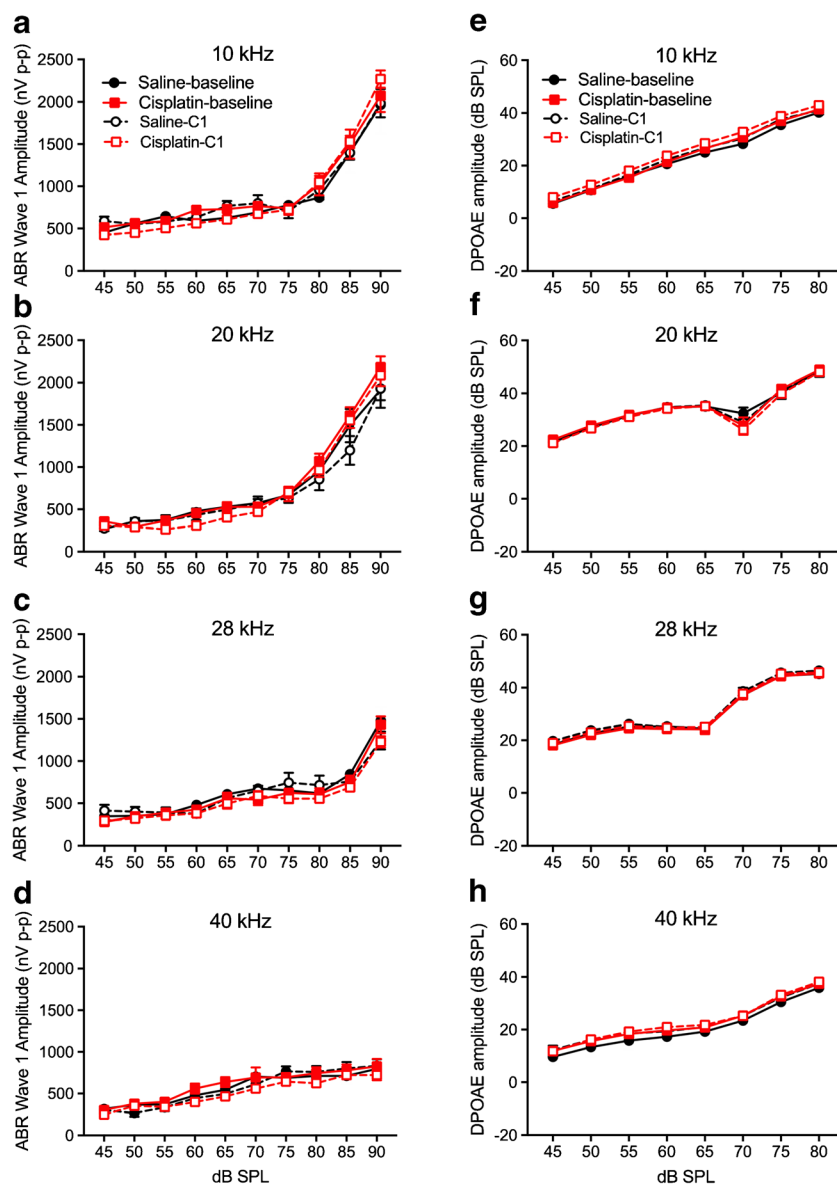 a
10 kHz
ABR Wave 1 Amplitude (nV p-p)
2500
2000
1500
1000
500
0
Saline-baseline
Cisplatin-baseline
Saline-C1
Cisplatin-C1
45 50 55 60 65 70 75 80 85 90
e
10 kHz
DPOAE amplitude (dB SPL)
60
40
20
0
-20
Saline-baseline
Cisplatin-baseline
Saline-C1
Cisplatin-C1
45 50 55 60 65 70 75 80
b
20 kHz
ABR Wave 1 Amplitude (nV p-p)
2500
2000
1500
1000
500
0
45 50 55 60 65 70 75 80 85 90
f
20 kHz
DPOAE amplitude (dB SPL)
60
40
20
0
-20
45 50 55 60 65 70 75 80
c
28 kHz
ABR Wave 1 Amplitude (nV p-p)
2500
2000
1500
1000
500
0
45 50 55 60 65 70 75 80 85 90
g
28 kHz
DPOAE amplitude (dB SPL)
60
40
20
0
-20
45 50 55 60 65 70 75 80
d
40 kHz
ABR Wave 1 Amplitude (nV p-p)
2500
2000
1500
1000
500
0
45 50 55 60 65 70 75 80 85 90
dB SPL
h
40 kHz
DPOAE amplitude (dB SPL)
60
40
20
0
-20
45 50 55 60 65 70 75 80
dB SPL